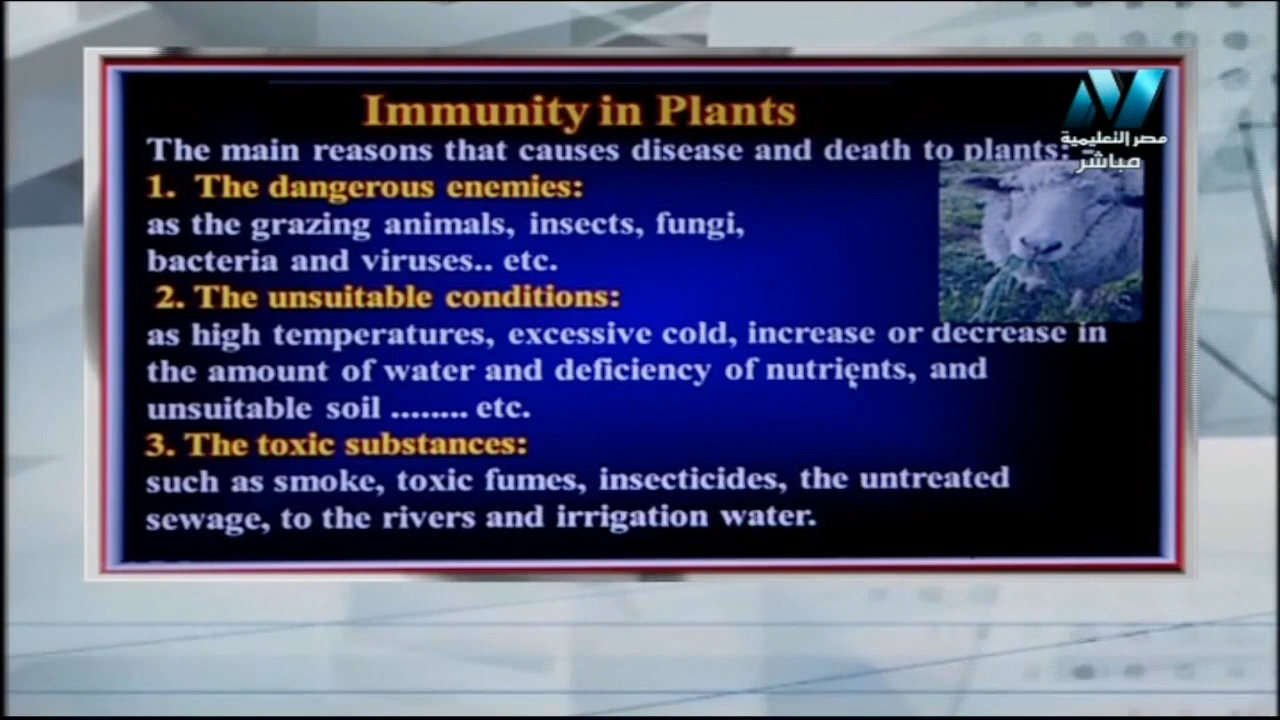 Immunity in Plants
The main reasons that causes disease and death to plants:
1. The dangerous enemies:
as the grazing animals, insects, fungi,
bacteria and viruses.. etc.
2. The unsuitable conditions:
as high temperatures, excessive cold, increase or decrease in
the amount of water and deficiency of nutrients, and
unsuitable soil ........ etc.
3. The toxic substances:
such as smoke, toxic fumes, insecticides, the untreated
sewage, to the rivers and irrigation water.
مصر التعليمية
مباشر